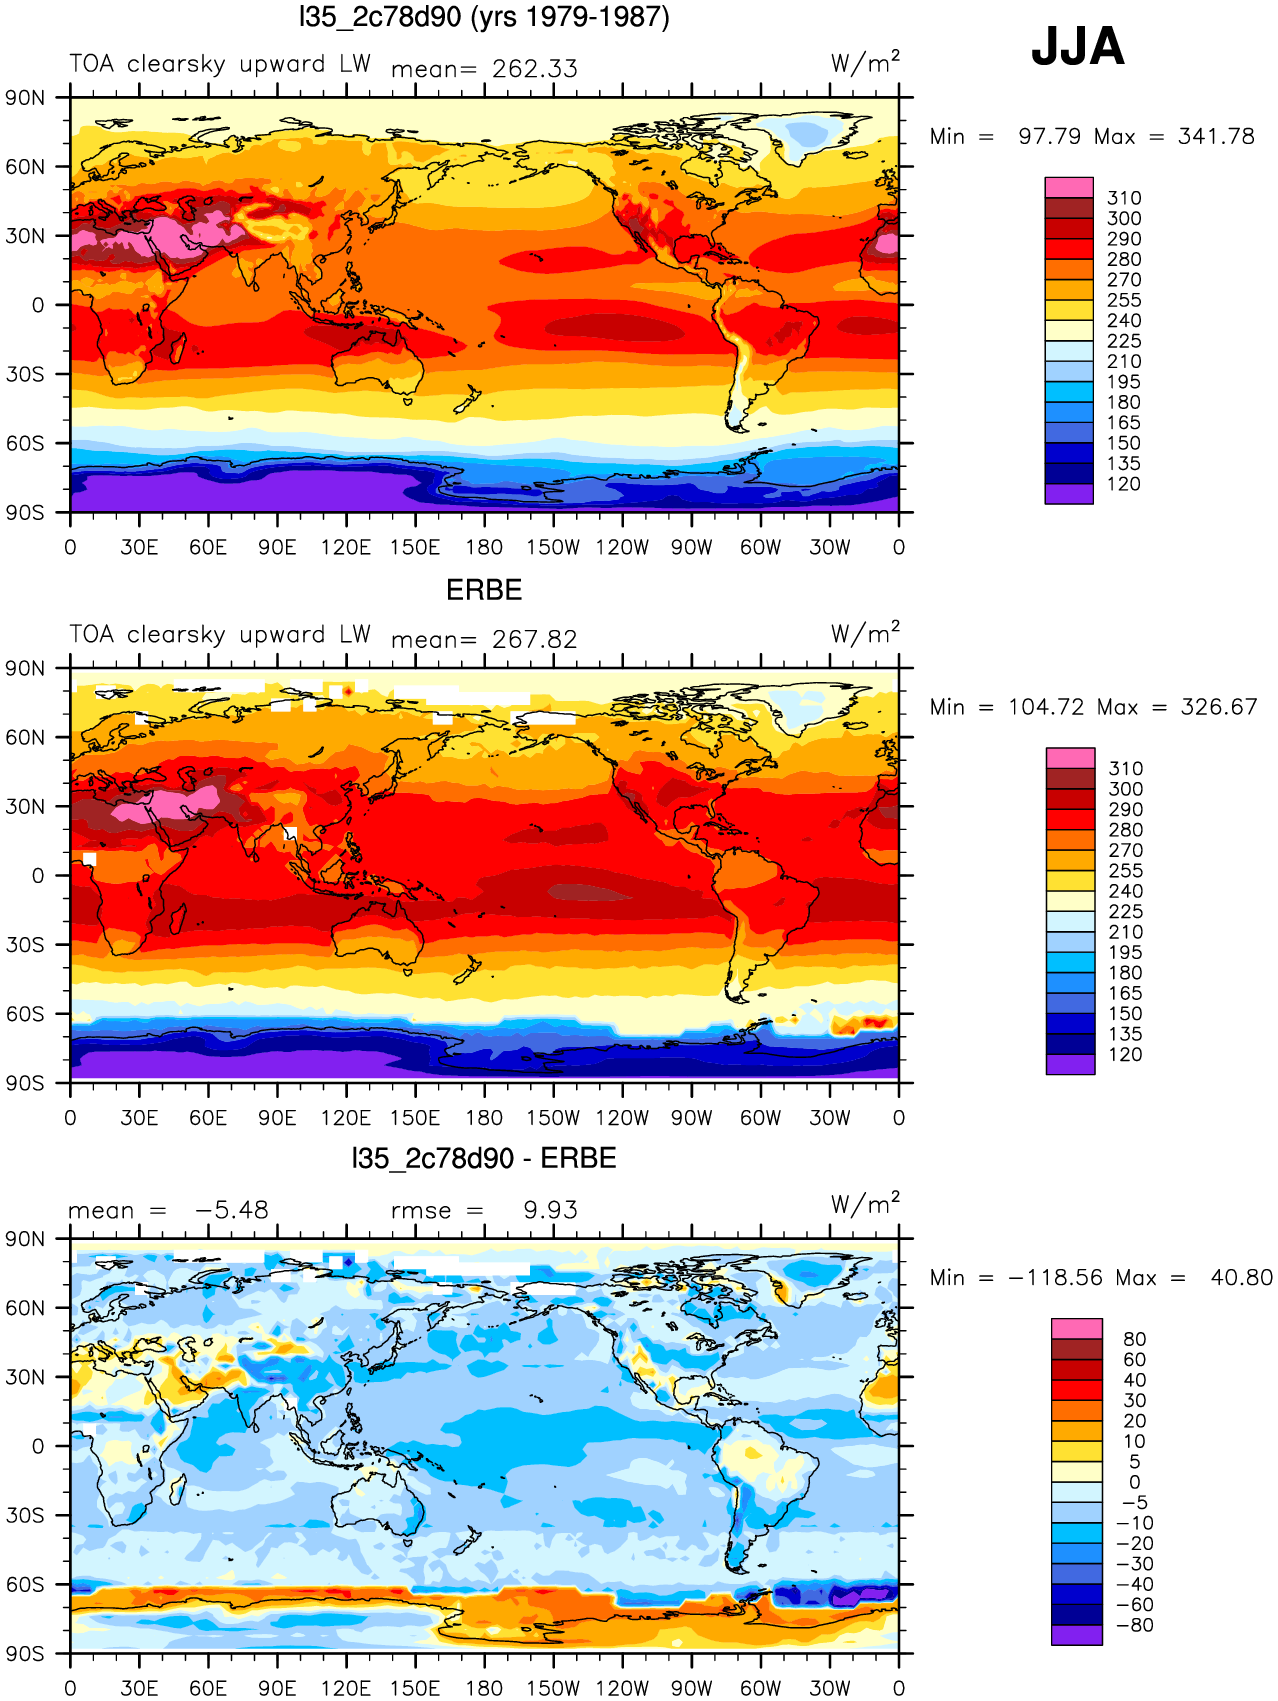 l35_2c78d90 (yrs 1979-1987)
JJA
TOA clearsky upward LW mean= 262.33 W/m²
Min = 97.79 Max = 341.78
90N
60N
30N
0
30S
60S
90S
0 30E 60E 90E 120E 150E 180 150W 120W 90W 60W 30W 0
310
300
290
280
270
255
240
225
210
195
180
165
150
135
120
ERBE
TOA clearsky upward LW mean= 267.82 W/m²
Min = 104.72 Max = 326.67
90N
60N
30N
0
30S
60S
90S
0 30E 60E 90E 120E 150E 180 150W 120W 90W 60W 30W 0
310
300
290
280
270
255
240
225
210
195
180
165
150
135
120
l35_2c78d90 - ERBE
mean = −5.48 rmse = 9.93 W/m²
Min = −118.56 Max = 40.80
90N
60N
30N
0
30S
60S
90S
0 30E 60E 90E 120E 150E 180 150W 120W 90W 60W 30W 0
80
60
40
30
20
10
5
0
−5
−10
−20
−30
−40
−60
−80